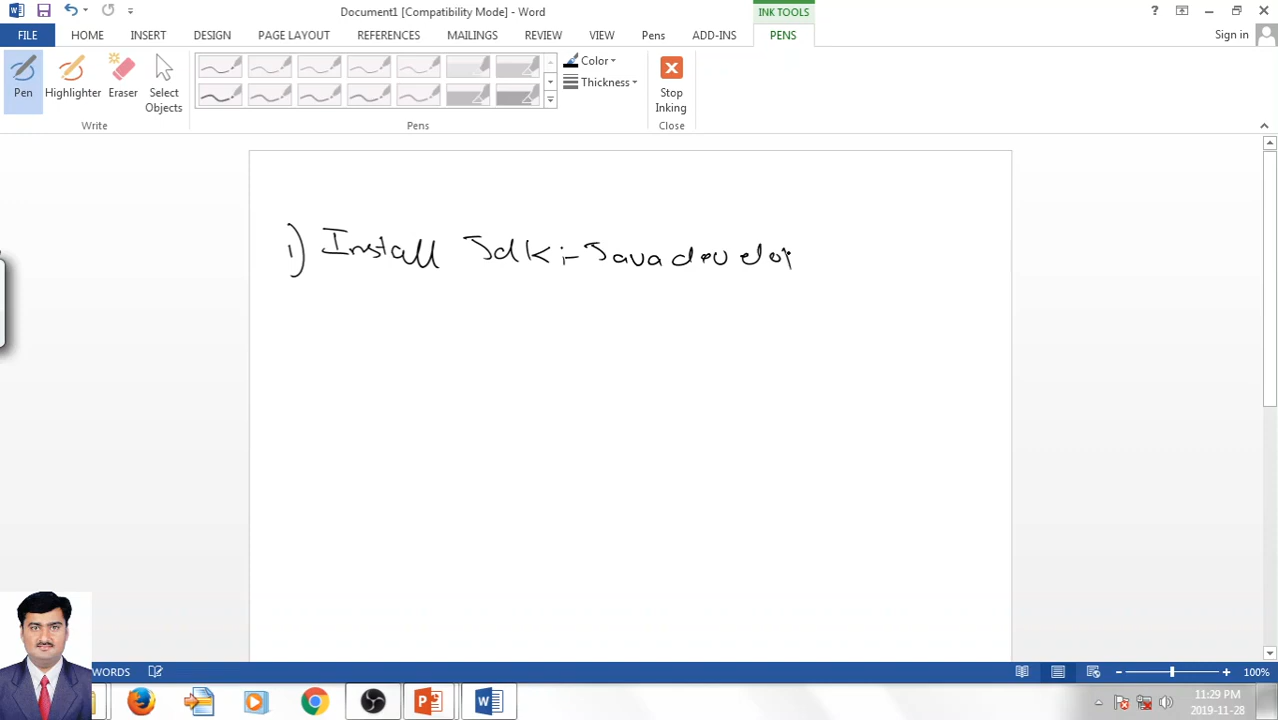 Document1 [Compatibility Mode] - Word
INK TOOLS
?
FILE HOME INSERT DESIGN PAGE LAYOUT REFERENCES MAILINGS REVIEW VIEW Pens ADD-INS PENS Sign in
Pen Highlighter Eraser Select Objects
Color
Thickness
Stop Inking
Write Pens Close
1) Install Jdk :- Java develop
WORDS
100%
11:29 PM
2019-11-28